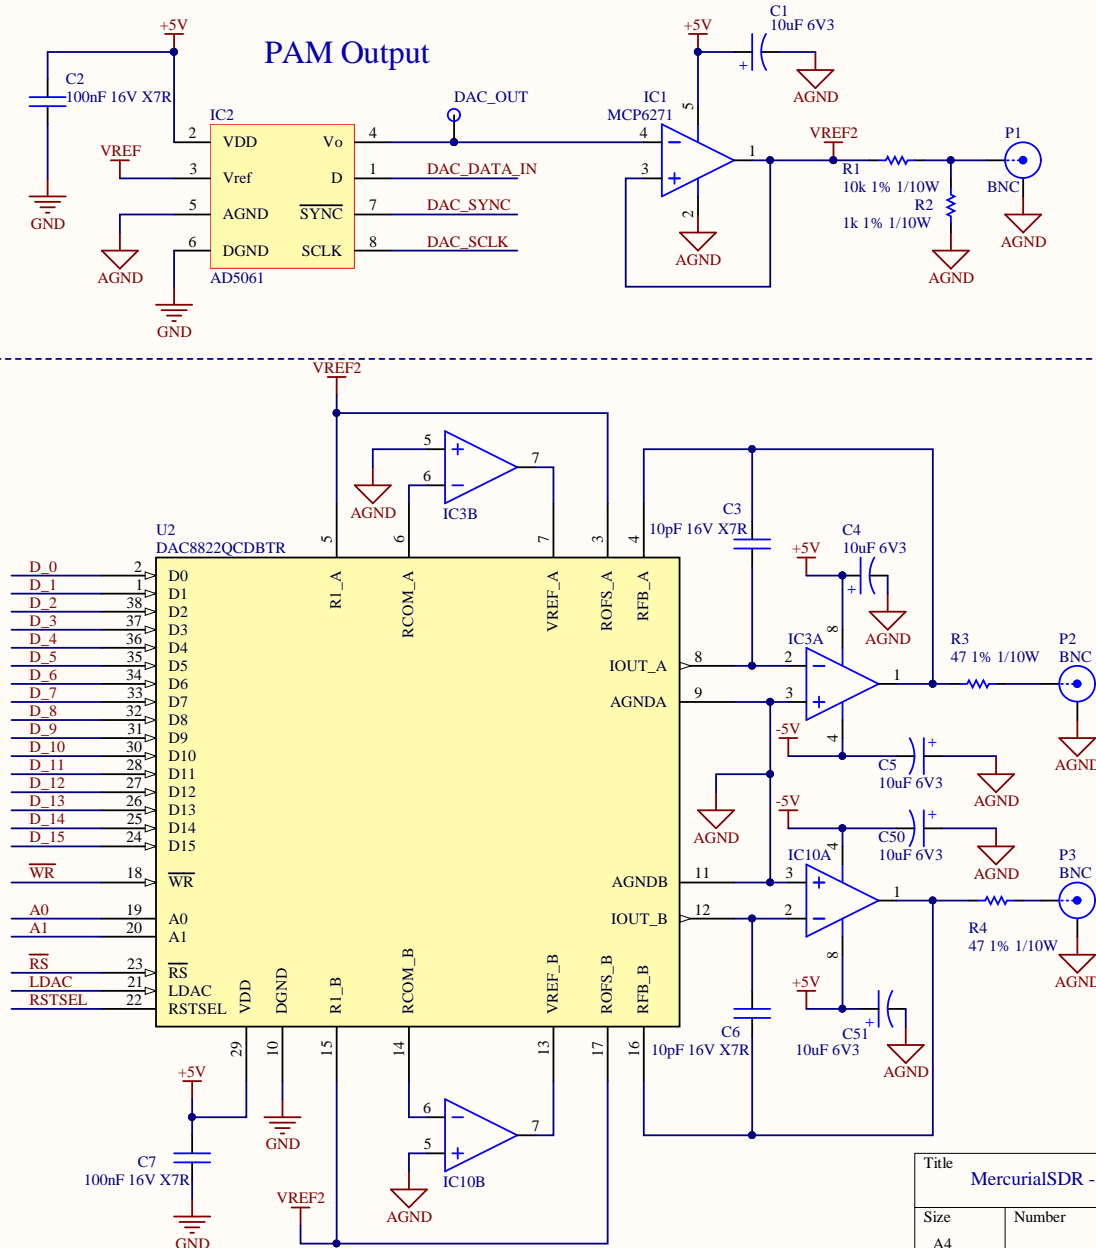 PAM Output
+5V
C2
100nF 16V X7R
GND
IC2
VREF
AGND
GND
2 VDD
3 Vref
5 AGND
6 DGND
Vo 4
D 1
SYNC 7
SCLK 8
AD5061
DAC_OUT
DAC_DATA_IN
DAC_SYNC
DAC_SCLK
+5V
C1
10uF 6V3
+
AGND
IC1
MCP6271
5
4
3
1
2
AGND
VREF2
R1
10k 1% 1/10W
R2
1k 1% 1/10W
AGND
P1
BNC
AGND
VREF2
5
6
7
AGND
IC3B
U2
DAC8822QCDBTR
5 R1_A
6 RCOM_A
7 VREF_A
3 ROFS_A
4 RFB_A
D_0 2 D0
D_1 1 D1
D_2 38 D2
D_3 37 D3
D_4 36 D4
D_5 35 D5
D_6 34 D6
D_7 33 D7
D_8 32 D8
D_9 31 D9
D_10 30 D10
D_11 28 D11
D_12 27 D12
D_13 26 D13
D_14 25 D14
D_15 24 D15
WR 18 WR
A0 19 A0
A1 20 A1
RS 23 RS
LDAC 21 LDAC
RSTSEL 22 RSTSEL
IOUT_A 8
AGNDA 9
AGNDB 11
IOUT_B 12
VDD 29
DGND 10
R1_B 15
RCOM_B 14
VREF_B 13
ROFS_B 17
RFB_B 16
C3
10pF 16V X7R
+5V
C4
10uF 6V3
+
AGND
IC3A
8
2
3
1
4
R3
47 1% 1/10W
P2
BNC
AGND
-5V
C5
10uF 6V3
+
AGND
AGND
-5V
C50
10uF 6V3
+
AGND
IC10A
4
3
2
1
8
R4
47 1% 1/10W
P3
BNC
AGND
+5V
C51
10uF 6V3
+
AGND
C6
10pF 16V X7R
+5V
C7
100nF 16V X7R
GND
GND
6
5
7
IC10B
AGND
VREF2
Title
MercurialSDR -
Size
Number
A4